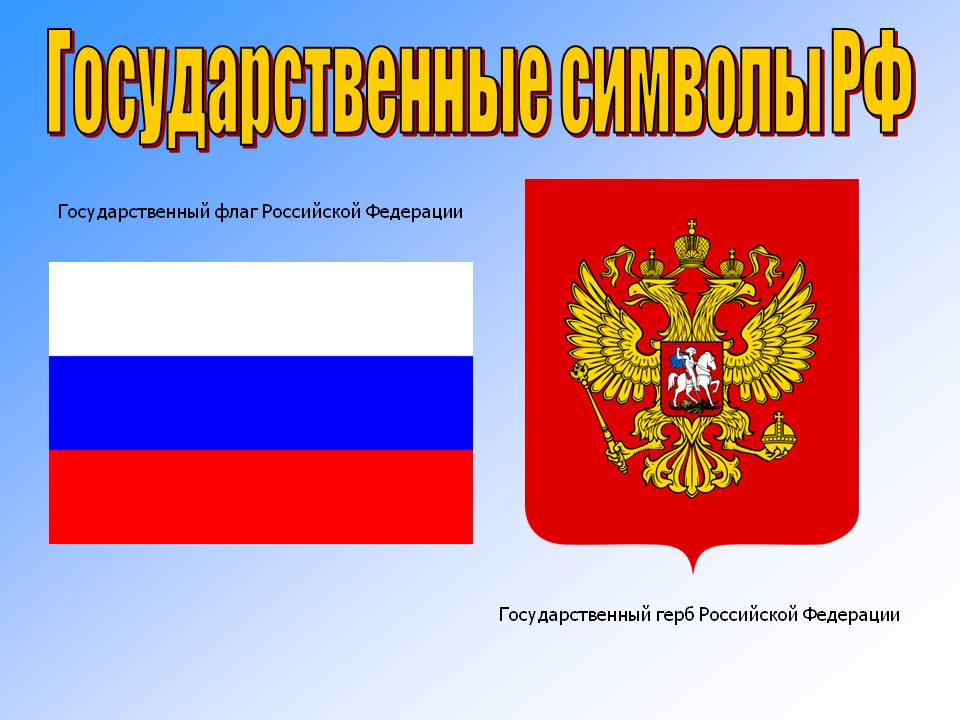 Государственные символы РФ
Государственный флаг Российской Федерации
Государственный герб Российской Федерации